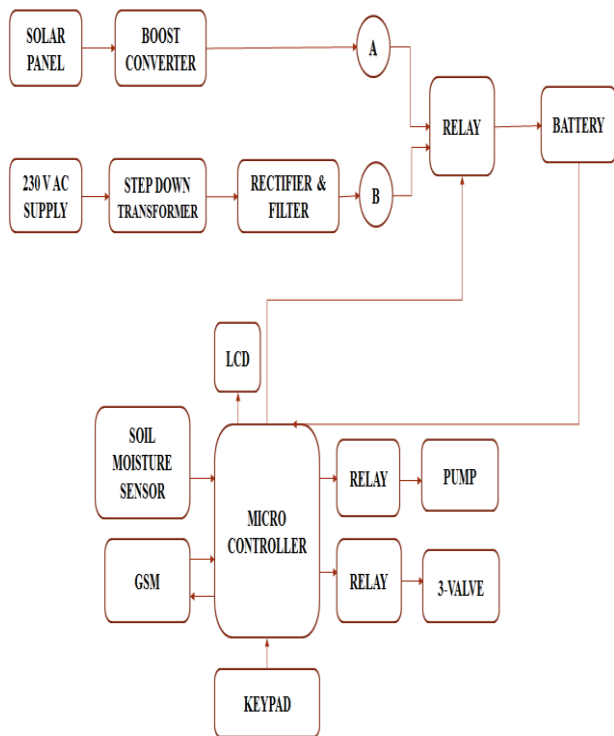 SOLAR
PANEL
BOOST
CONVERTER
A
RELAY
BATTERY
230 V AC
SUPPLY
STEP DOWN
TRANSFORMER
RECTIFIER &
FILTER
B
LCD
SOIL
MOISTURE
SENSOR
MICRO
CONTROLLER
RELAY
PUMP
GSM
RELAY
3-VALVE
KEYPAD